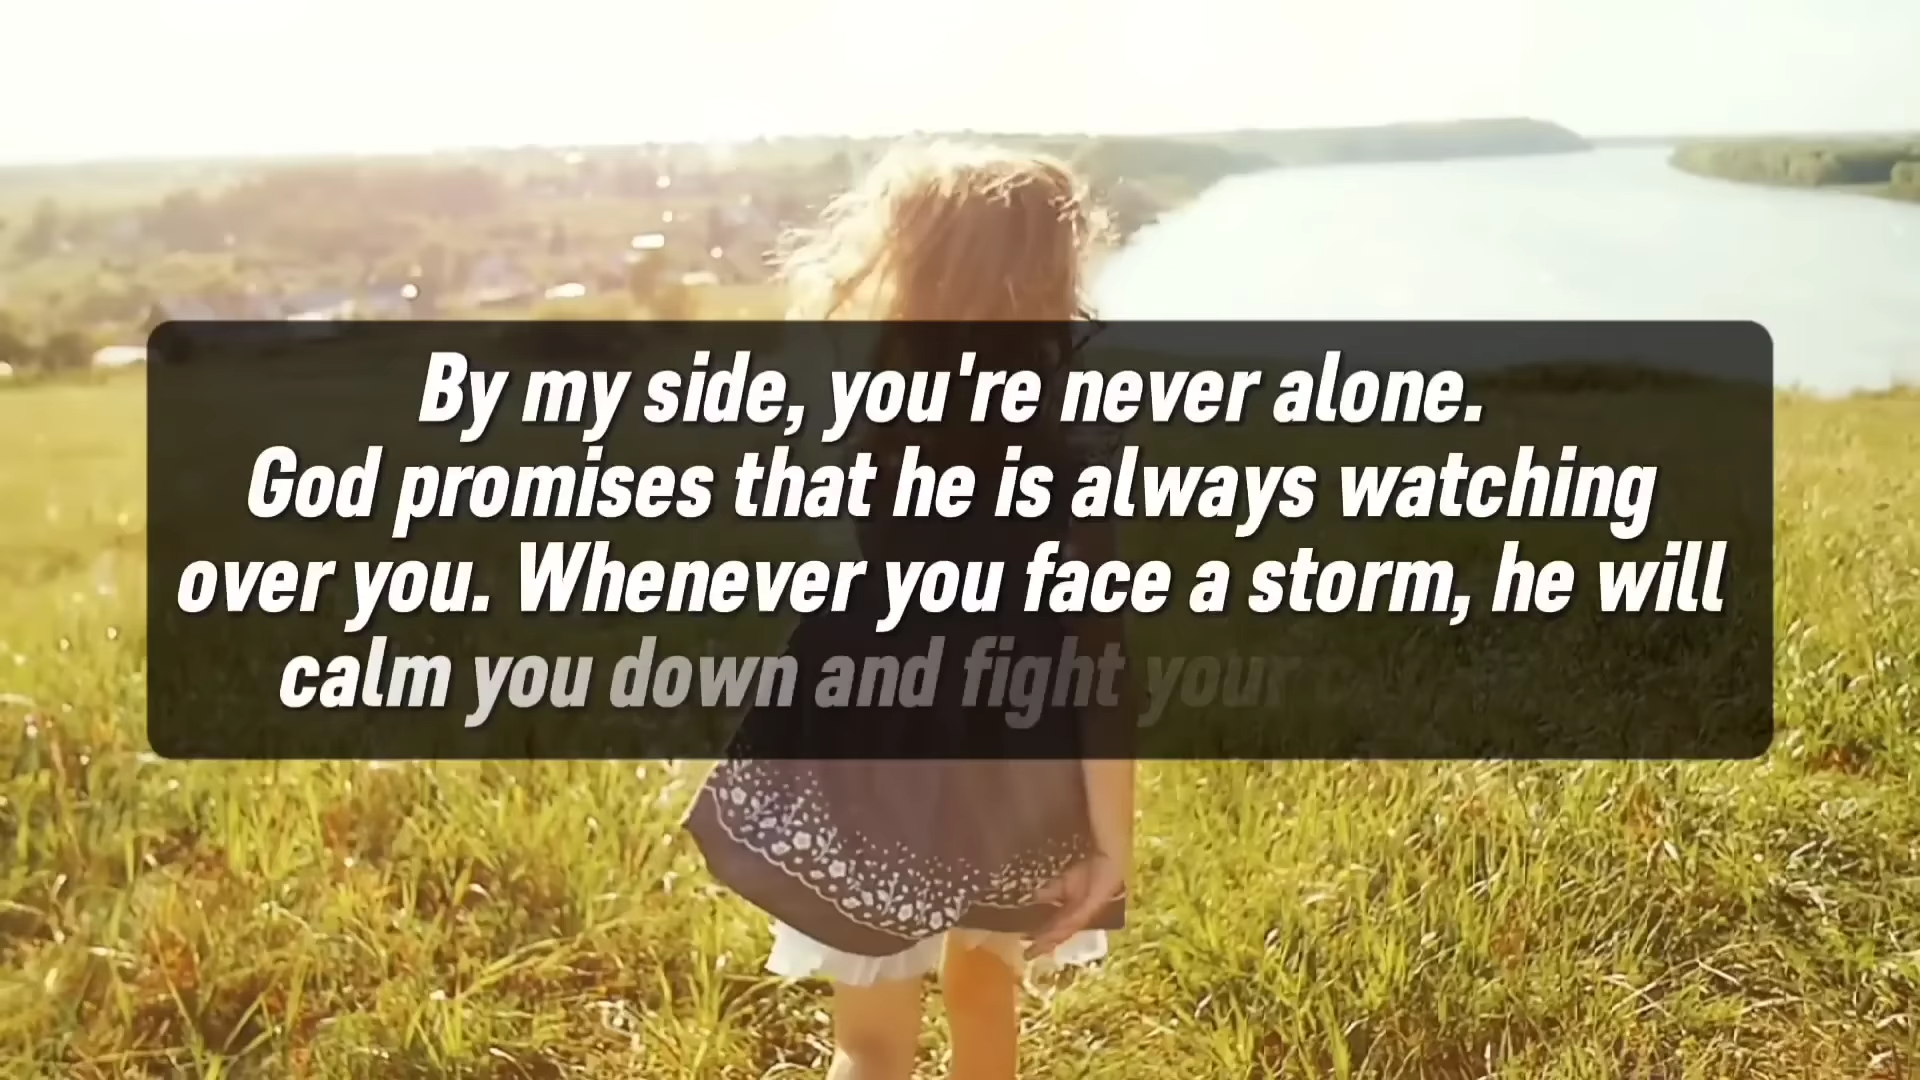 By my side, you're never alone.
God promises that he is always watching
over you. Whenever you face a storm, he will
calm you down and fight your